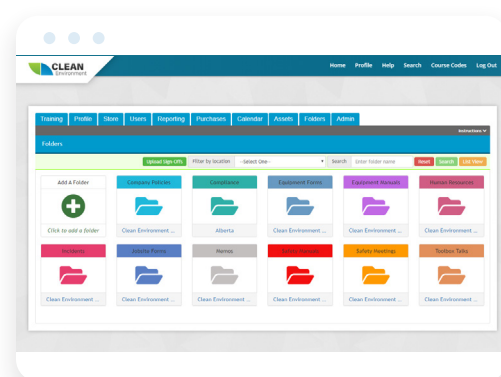 CLEAN
Environment
Home Profile Help Search Course Codes Log Out
Training Profile Store Users Reporting Purchases Calendar Assets Folders Admin
Instructions
Folders
Upload Sign-Offs Filter by location --Select One-- Search Enter folder name Reset Search List View
Add A Folder Company Policies Compliance Equipment Forms Equipment Manuals Human Resources
Click to add a folder Clean Environment ... Alberta Clean Environment ... Clean Environment ... Clean Environment ...
Incidents Jobsite Forms Memos Safety Manuals Safety Meetings Toolbox Talks
Clean Environment ... Clean Environment ... Clean Environment ... Clean Environment ... Clean Environment ... Clean Environment ...